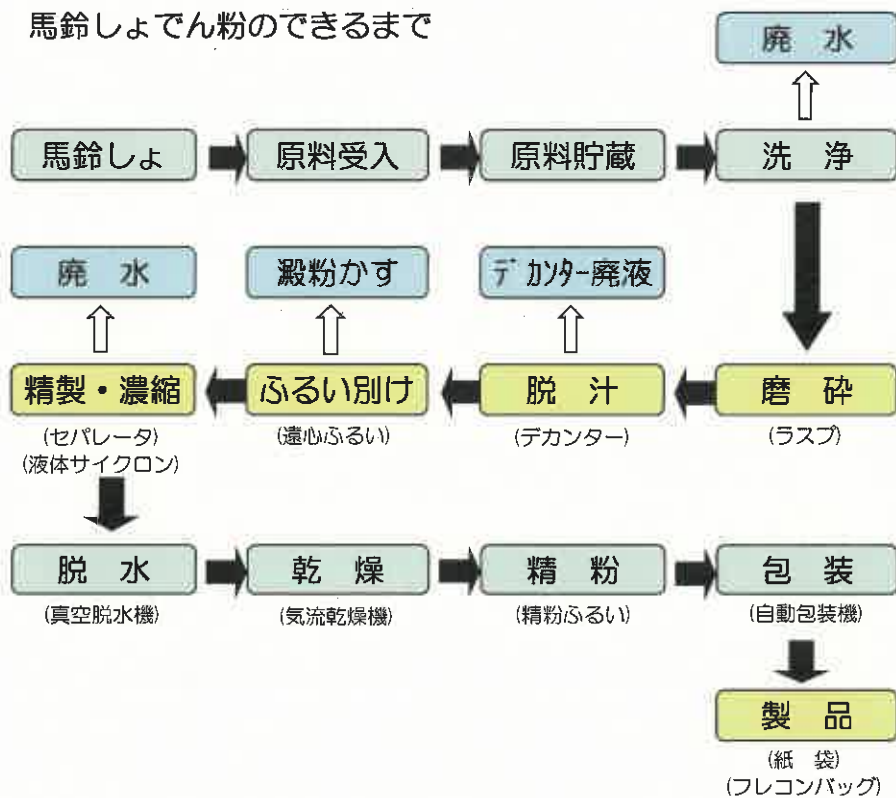 馬鈴しょでん粉のできるまで
廃 水
馬鈴しょ
原料受入
原料貯蔵
洗 浄
廃 水
澱粉かす
デカンター廃液
精製・濃縮
ふるい別け
脱 汁
磨 砕
(セパレータ)
(液体サイクロン)
(遠心ふるい)
(デカンター)
(ラスプ)
脱 水
乾 燥
精 粉
包 装
(真空脱水機)
(気流乾燥機)
(精粉ふるい)
(自動包装機)
製 品
(紙 袋)
(フレコンバッグ)